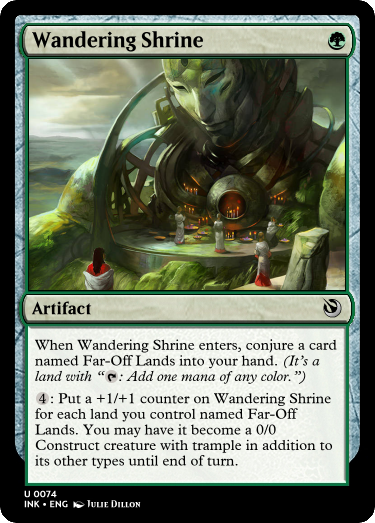 Wandering Shrine
Artifact
When Wandering Shrine enters, conjure a card
named Far-Off Lands into your hand. (It's a
land with “: Add one mana of any color.”)
4: Put a +1/+1 counter on Wandering Shrine
for each land you control named Far-Off
Lands. You may have it become a 0/0
Construct creature with trample in addition to
its other types until end of turn.
U 0074
INK • ENG Julie Dillon